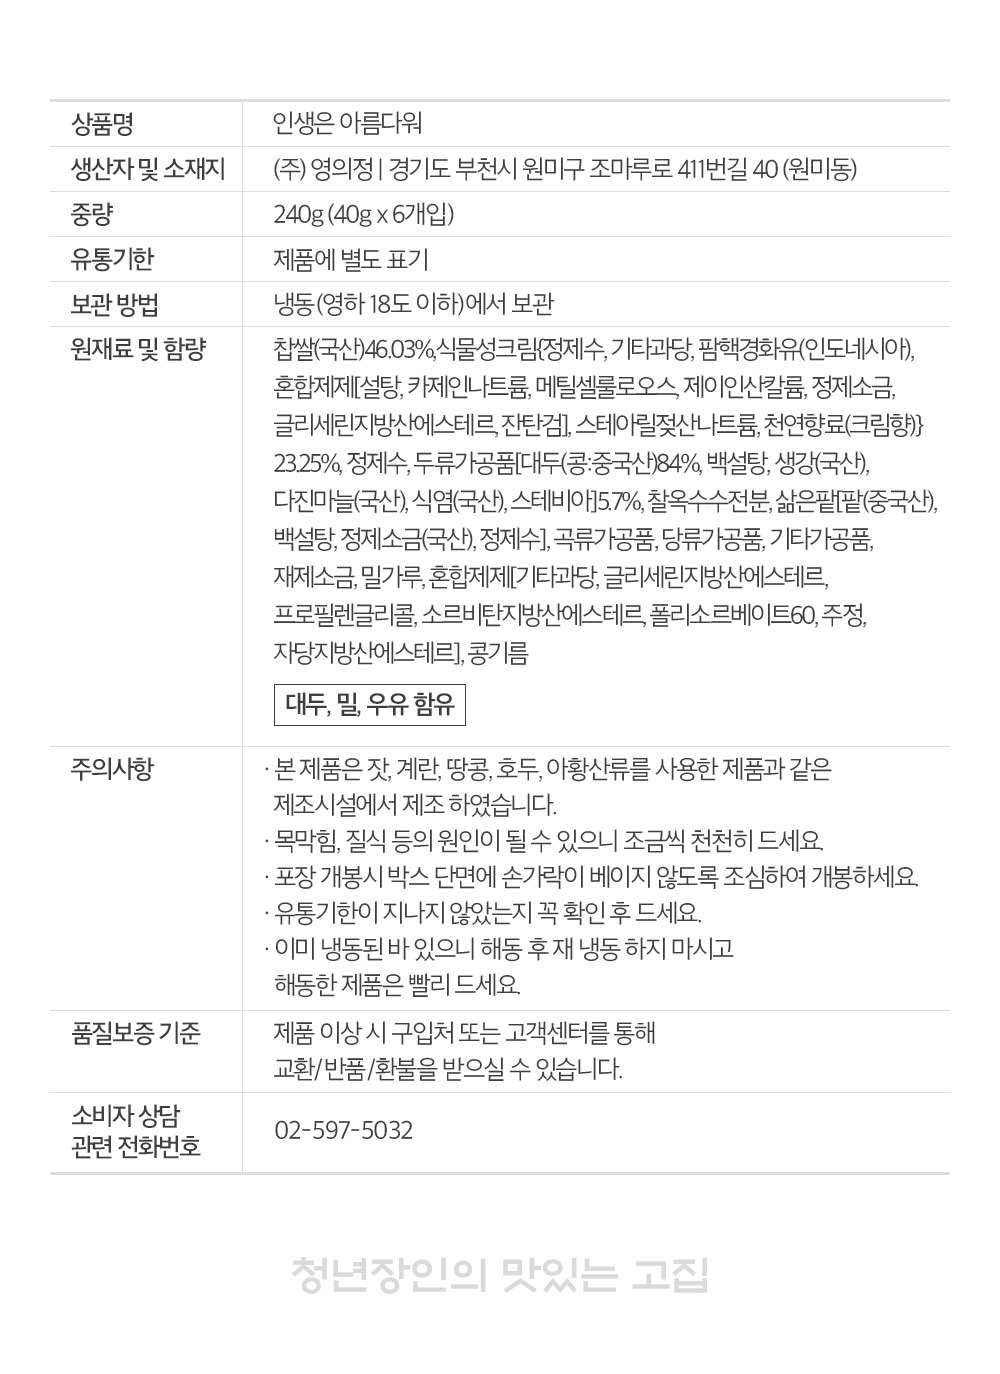 상품명 인생은 아름다워
생산자 및 소재지 (주) 영의정 | 경기도 부천시 원미구 조마루로 411번길 40 (원미동)
중량 240g (40g x 6개입)
유통기한 제품에 별도 표기
보관 방법 냉동(영하 18도 이하)에서 보관
원재료 및 함량 찹쌀(국산)46.03%,식물성크림{정제수, 기타과당, 팜핵경화유(인도네시아),
혼합제제[설탕, 카제인나트륨, 메틸셀룰로오스, 제이인산칼륨, 정제소금,
글리세린지방산에스테르, 잔탄검], 스테아릴젖산나트륨, 천연향료(크림향)}
23.25%, 정제수, 두류가공품[대두(콩:중국산)84%, 백설탕, 생강(국산),
다진마늘(국산), 식염(국산), 스테비아]5.7%, 찰옥수수전분, 삶은팥[팥(중국산),
백설탕, 정제소금(국산), 정제수], 곡류가공품, 당류가공품, 기타가공품,
재제소금, 밀가루, 혼합제제[기타과당, 글리세린지방산에스테르,
프로필렌글리콜, 소르비탄지방산에스테르, 폴리소르베이트60, 주정,
자당지방산에스테르], 콩기름
대두, 밀, 우유 함유
주의사항 · 본 제품은 잣, 계란, 땅콩, 호두, 아황산류를 사용한 제품과 같은
제조시설에서 제조 하였습니다.
· 목막힘, 질식 등의 원인이 될 수 있으니 조금씩 천천히 드세요.
· 포장 개봉시 박스 단면에 손가락이 베이지 않도록 조심하여 개봉하세요.
· 유통기한이 지나지 않았는지 꼭 확인 후 드세요.
· 이미 냉동된 바 있으니 해동 후 재 냉동 하지 마시고
해동한 제품은 빨리 드세요.
품질보증 기준 제품 이상 시 구입처 또는 고객센터를 통해
교환/반품/환불을 받으실 수 있습니다.
소비자 상담
관련 전화번호 02-597-5032
청년장인의 맛있는 고집